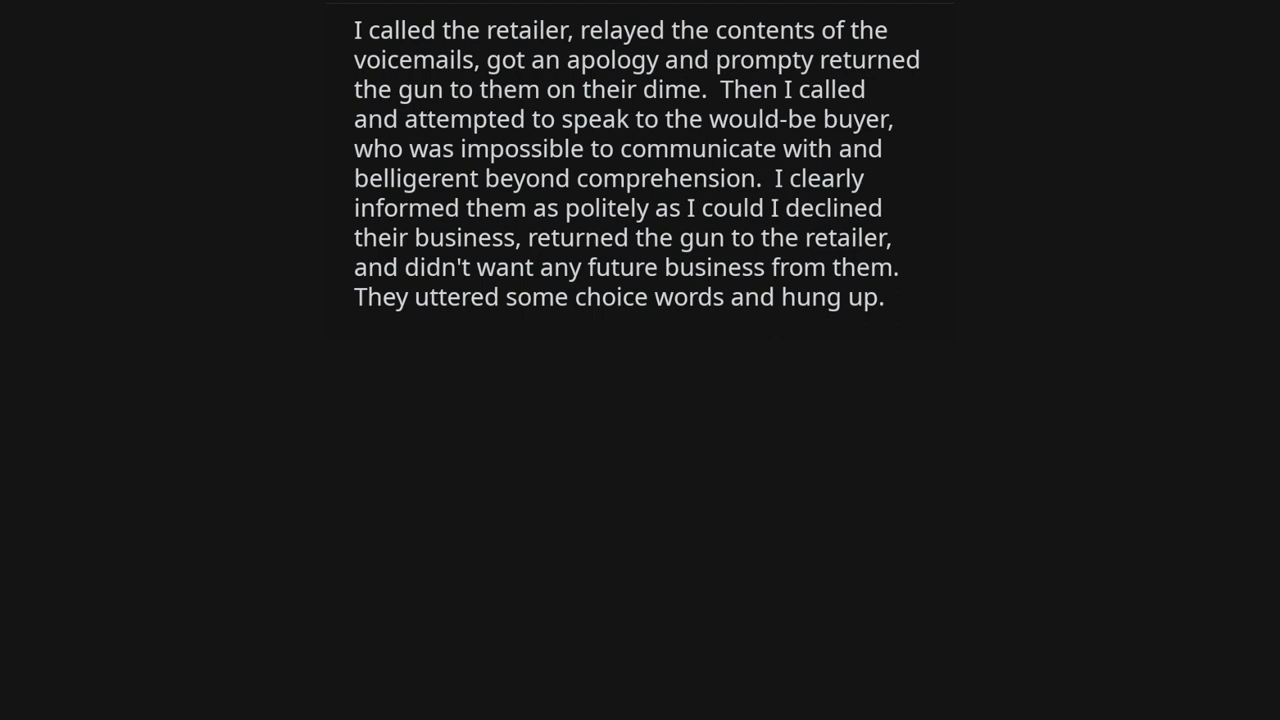 I called the retailer, relayed the contents of the
voicemails, got an apology and prompty returned
the gun to them on their dime.  Then I called
and attempted to speak to the would-be buyer,
who was impossible to communicate with and
belligerent beyond comprehension.  I clearly
informed them as politely as I could I declined
their business, returned the gun to the retailer,
and didn't want any future business from them.
They uttered some choice words and hung up.